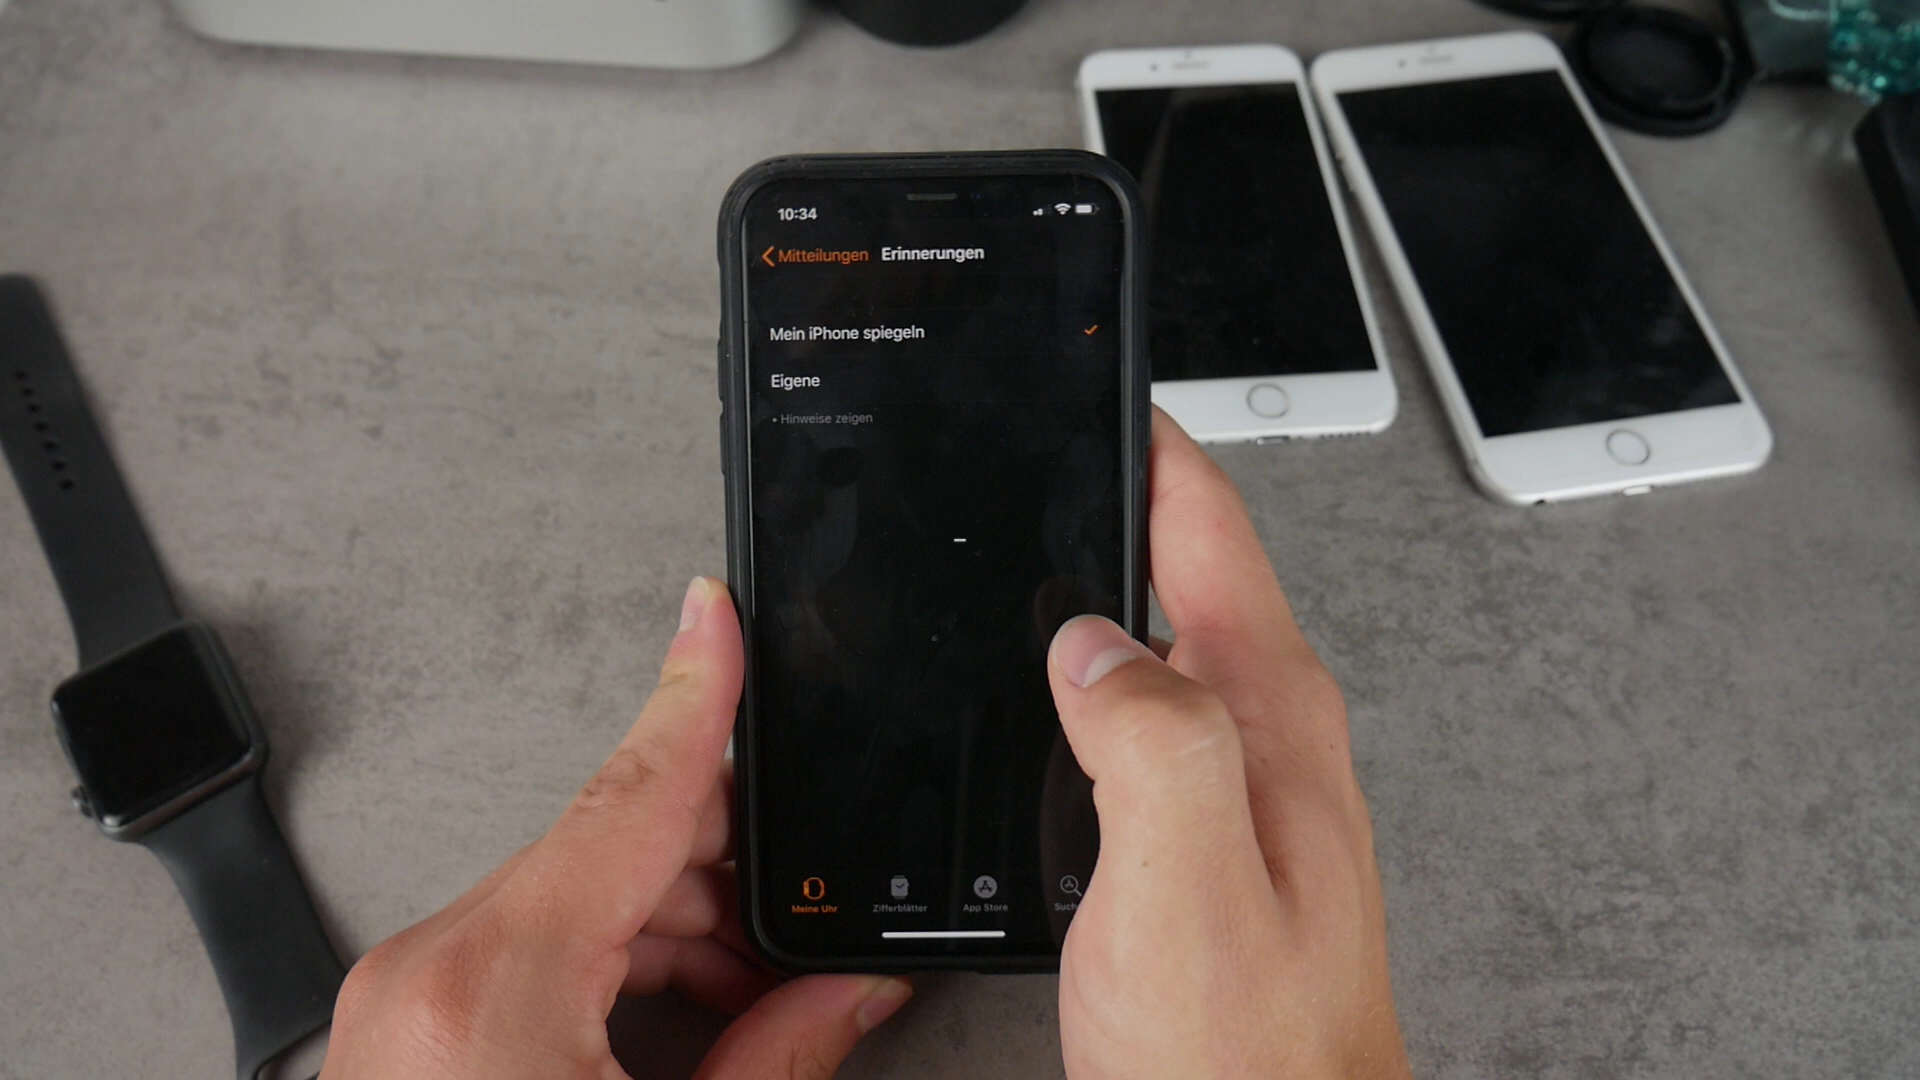 10:34
Mitteilungen Erinnerungen
Mein iPhone spiegeln
Eigene
• Hinweise zeigen
Meine Uhr Zifferblätter App Store